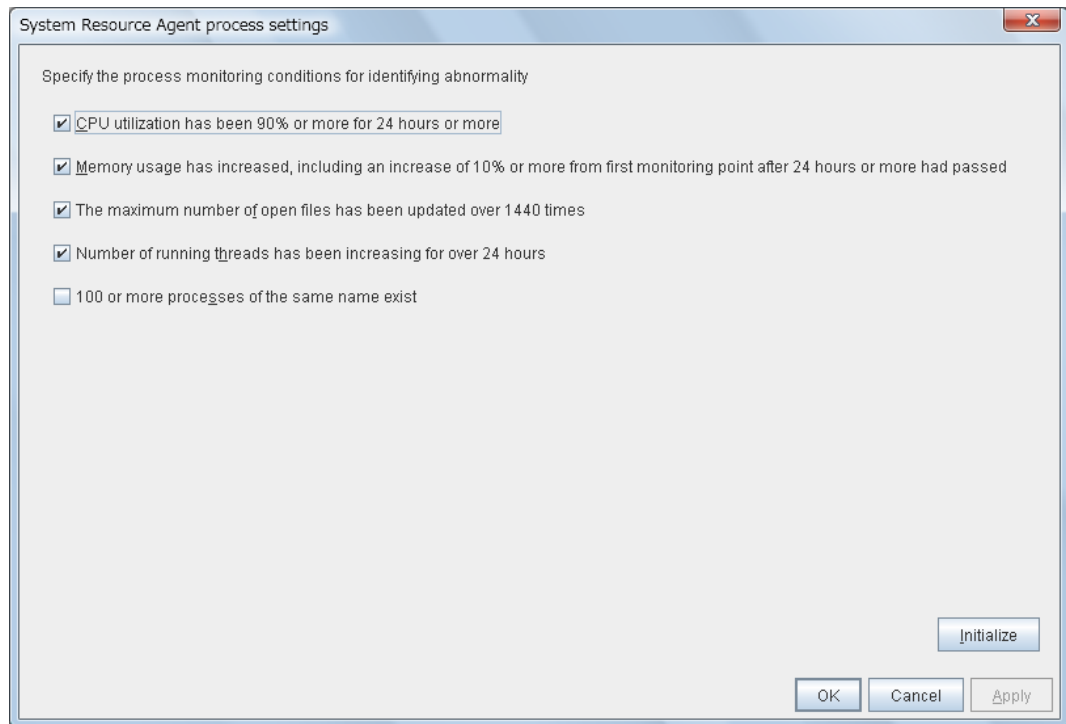 System Resource Agent process settings
Specify the process monitoring conditions for identifying abnormality
CPU utilization has been 90% or more for 24 hours or more
Memory usage has increased, including an increase of 10% or more from first monitoring point after 24 hours or more had passed
The maximum number of open files has been updated over 1440 times
Number of running threads has been increasing for over 24 hours
100 or more processes of the same name exist
Initialize
OK Cancel Apply